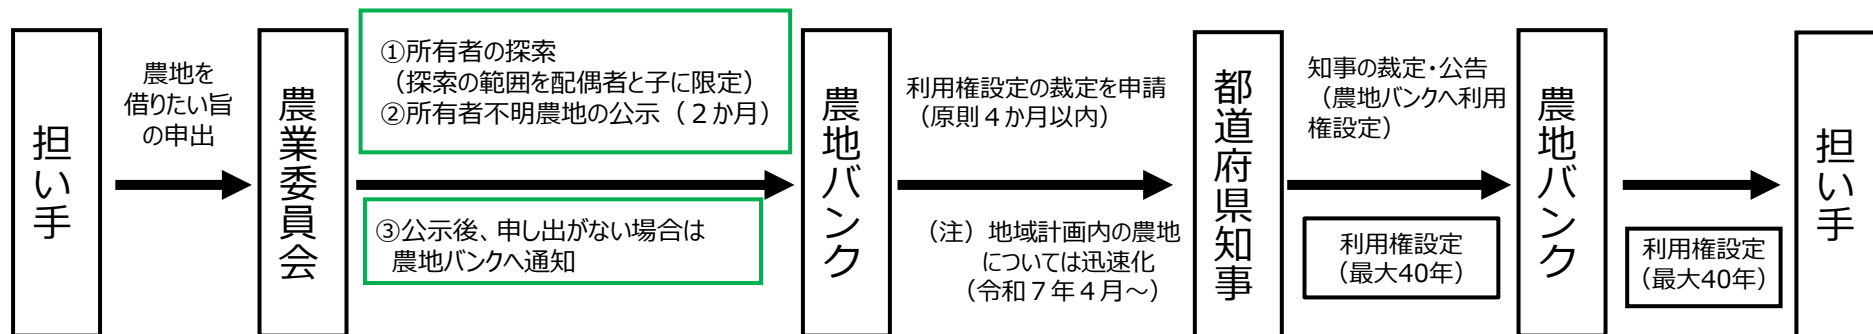 担い手
農地を
借りたい旨
の申出
農業委員会
①所有者の探索
（探索の範囲を配偶者と子に限定）
②所有者不明農地の公示（２か月）
③公示後、申し出がない場合は
農地バンクへ通知
農地バンク
利用権設定の裁定を申請
（原則４か月以内）
（注）地域計画内の農地
については迅速化
（令和７年４月～）
都道府県知事
知事の裁定・公告
（農地バンクへ利用
権設定）
利用権設定
（最大40年）
農地バンク
利用権設定
（最大40年）
担い手